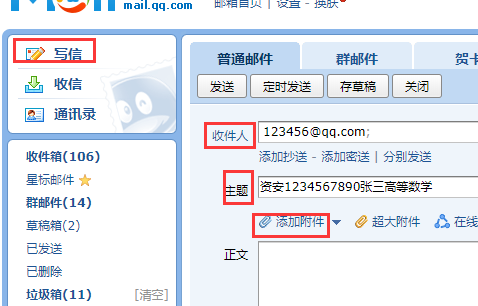 mail.qq.com
邮箱首页 | 设置 - 换肤
写信
收信
通讯录
收件箱(106)
星标邮件
群邮件(14)
草稿箱(2)
已发送
已删除
垃圾箱(11) [清空]
普通邮件 群邮件 贺卡
发送 定时发送 存草稿 关闭
收件人 123456@qq.com;
添加抄送 - 添加密送 | 分别发送
主题 资安1234567890张三高等数学
添加附件 超大附件 在线
正文